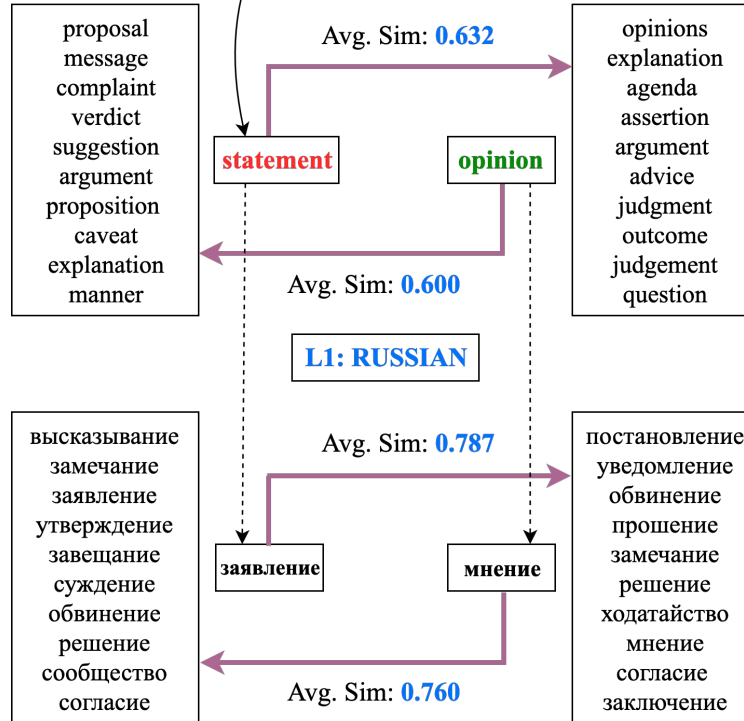 proposal
message
complaint
verdict
suggestion
argument
proposition
caveat
explanation
manner
Avg. Sim: 0.632
statement
opinion
Avg. Sim: 0.600
opinions
explanation
agenda
assertion
argument
advice
judgment
outcome
judgement
question
L1: RUSSIAN
высказывание
замечание
заявление
утверждение
завещание
суждение
обвинение
решение
сообщество
согласие
Avg. Sim: 0.787
заявление
мнение
Avg. Sim: 0.760
постановление
уведомление
обвинение
прошение
замечание
решение
ходатайство
мнение
согласие
заключение